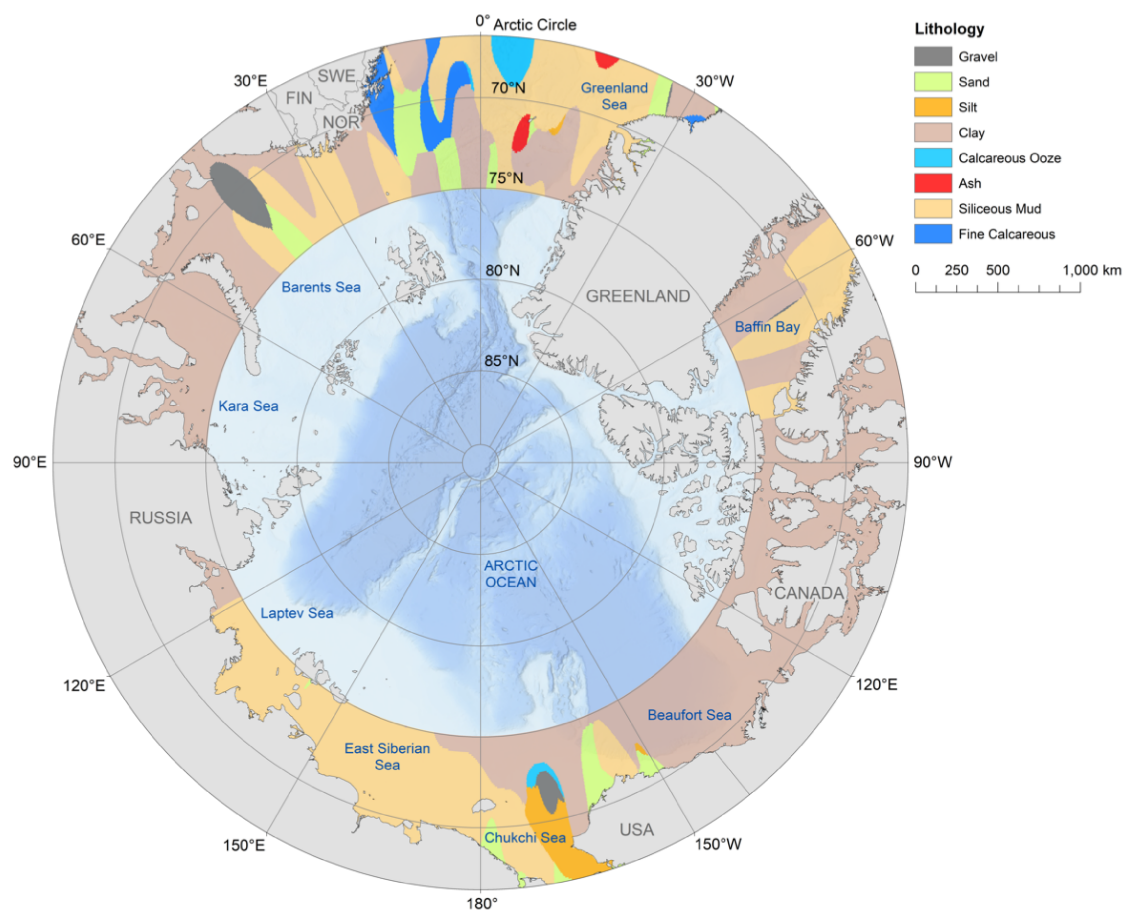 0° Arctic Circle
Lithology
Gravel
Sand
Silt
Clay
Calcareous Ooze
Ash
Siliceous Mud
Fine Calcareous
0 250 500 1,000 km
30°E
SWE
FIN
NOR
70°N
Greenland
Sea
30°W
75°N
60°E
60°W
80°N
Barents Sea
GREENLAND
Baffin Bay
85°N
Kara Sea
90°E
90°W
RUSSIA
ARCTIC
OCEAN
CANADA
Laptev Sea
120°E
120°E
Beaufort Sea
East Siberian
Sea
USA
Chukchi Sea
150°E
150°W
180°